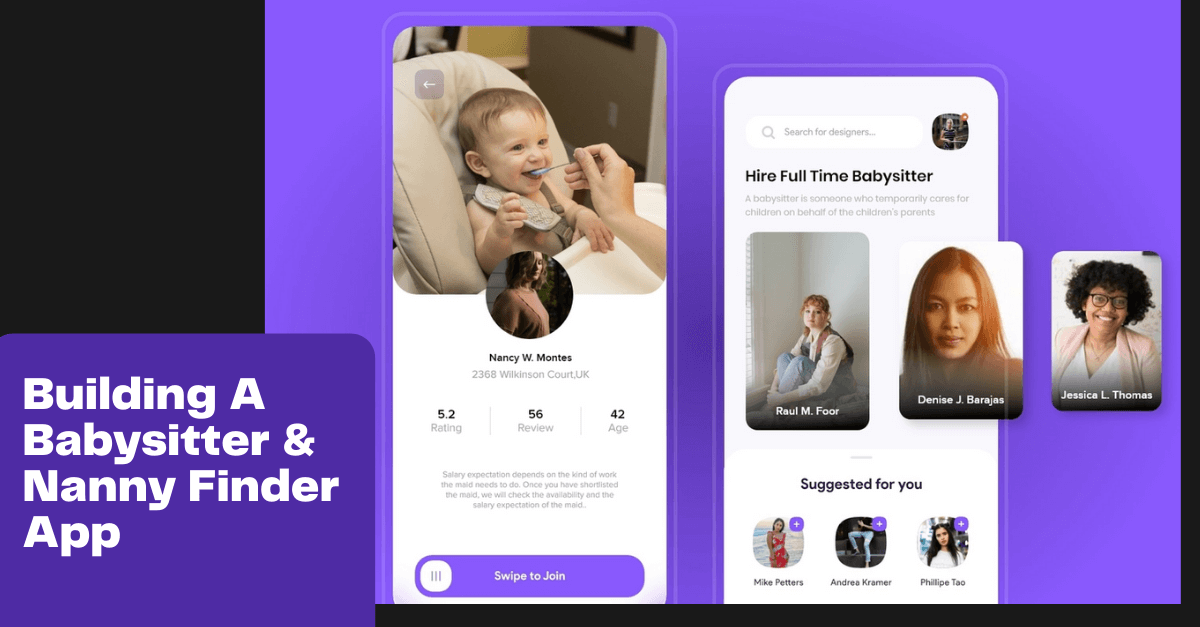 Building A
Babysitter &
Nanny Finder
App
Nancy W. Montes
2368 Wilkinson Court,UK
5.2
Rating
56
Review
42
Age
Salary expectation depends on the kind of work
the maid needs to do. Once you have shortlisted
the maid, we will check the availability and the
salary expectation of the maid..
Swipe to Join
Search for designers...
Hire Full Time Babysitter
A babysitter is someone who temporarily cares for
children on behalf of the children's parents
Raul M. Foor
Denise J. Barajas
Jessica L. Thomas
Suggested for you
Mike Petters
Andrea Kramer
Phillipe Tao